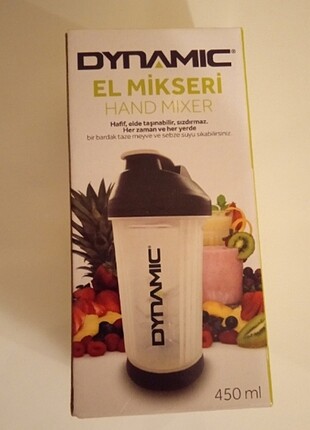 DYNAMIC®
EL MİKSERİ
HAND MIXER
Hafif, elde taşınabilir, sızdırmaz.
Her zaman ve her yerde
bir bardak taze meyve ve sebze suyu sıkabilirsiniz.
DYNAMIC®
450 ml